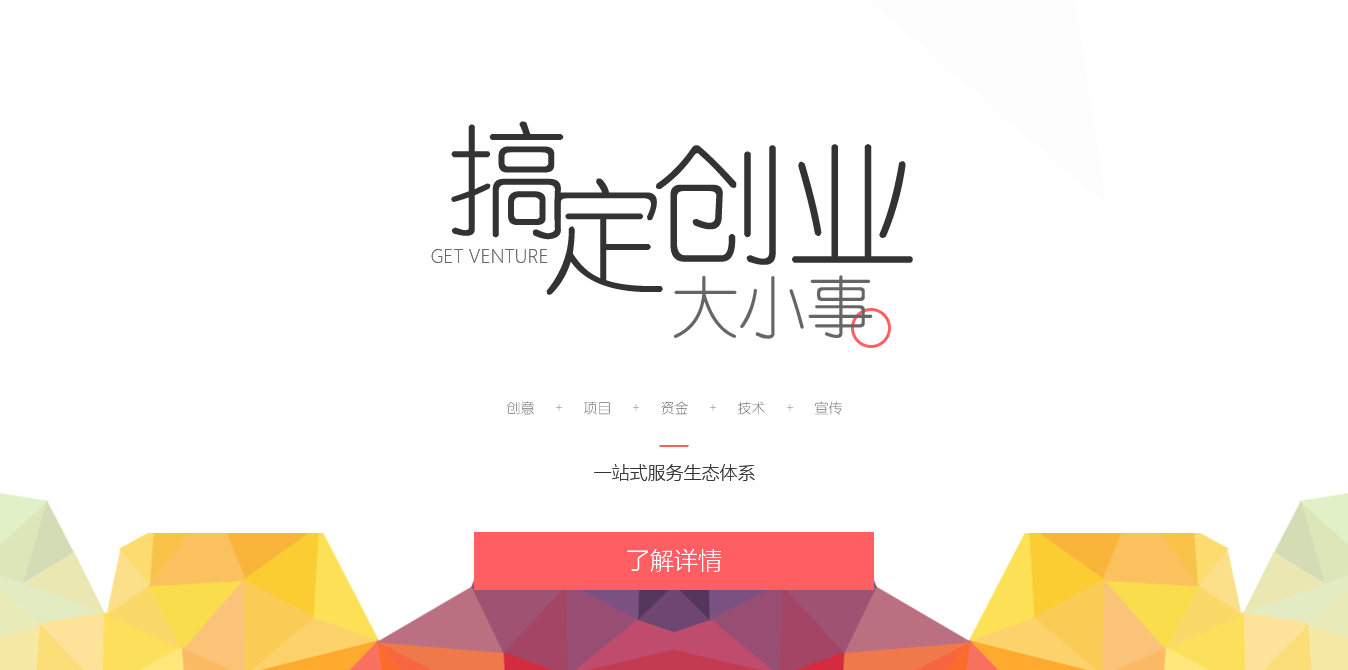 搞定创业
GET VENTURE
大小事
创意 + 项目 + 资金 + 技术 + 宣传
一站式服务生态体系
了解详情